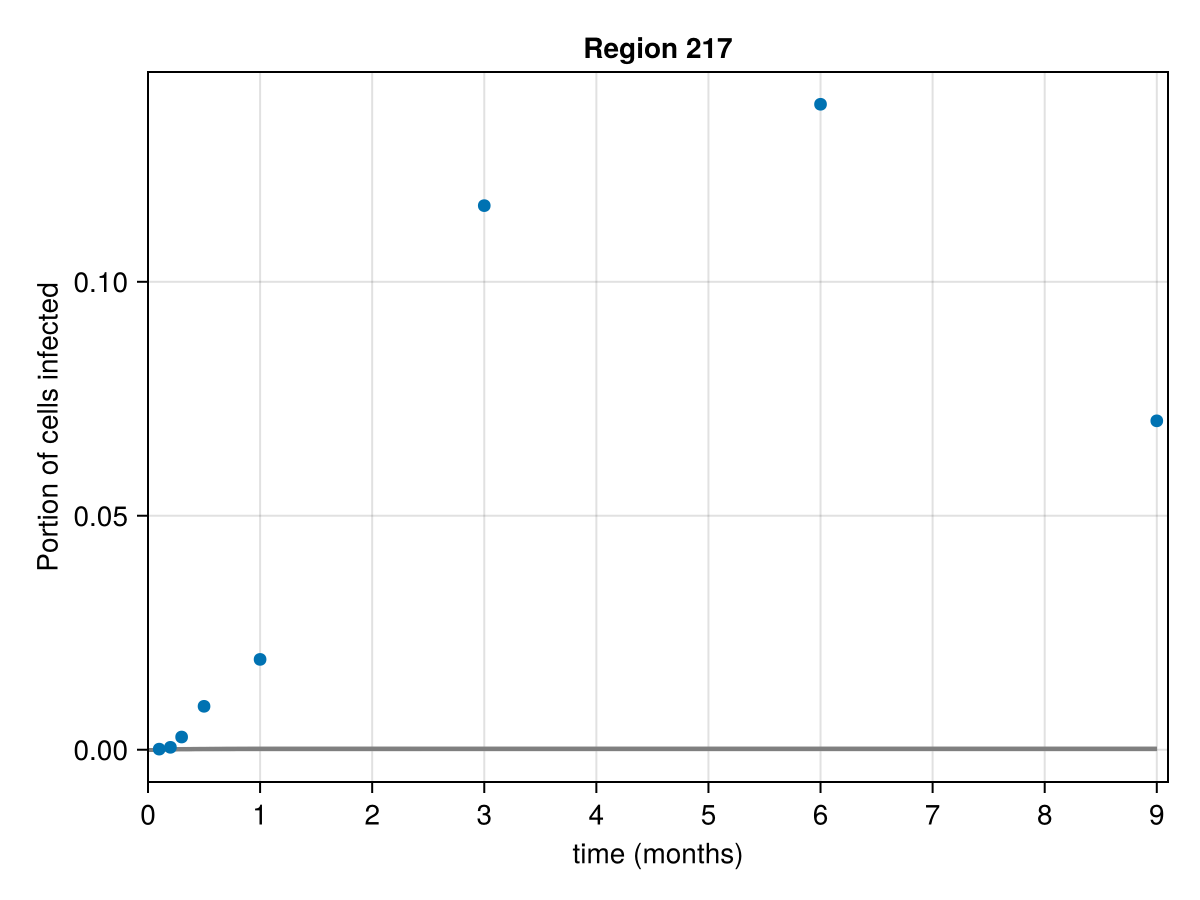 Region 217
Portion of cells infected
0.10
0.05
0.00
0 1 2 3 4 5 6 7 8 9
time (months)